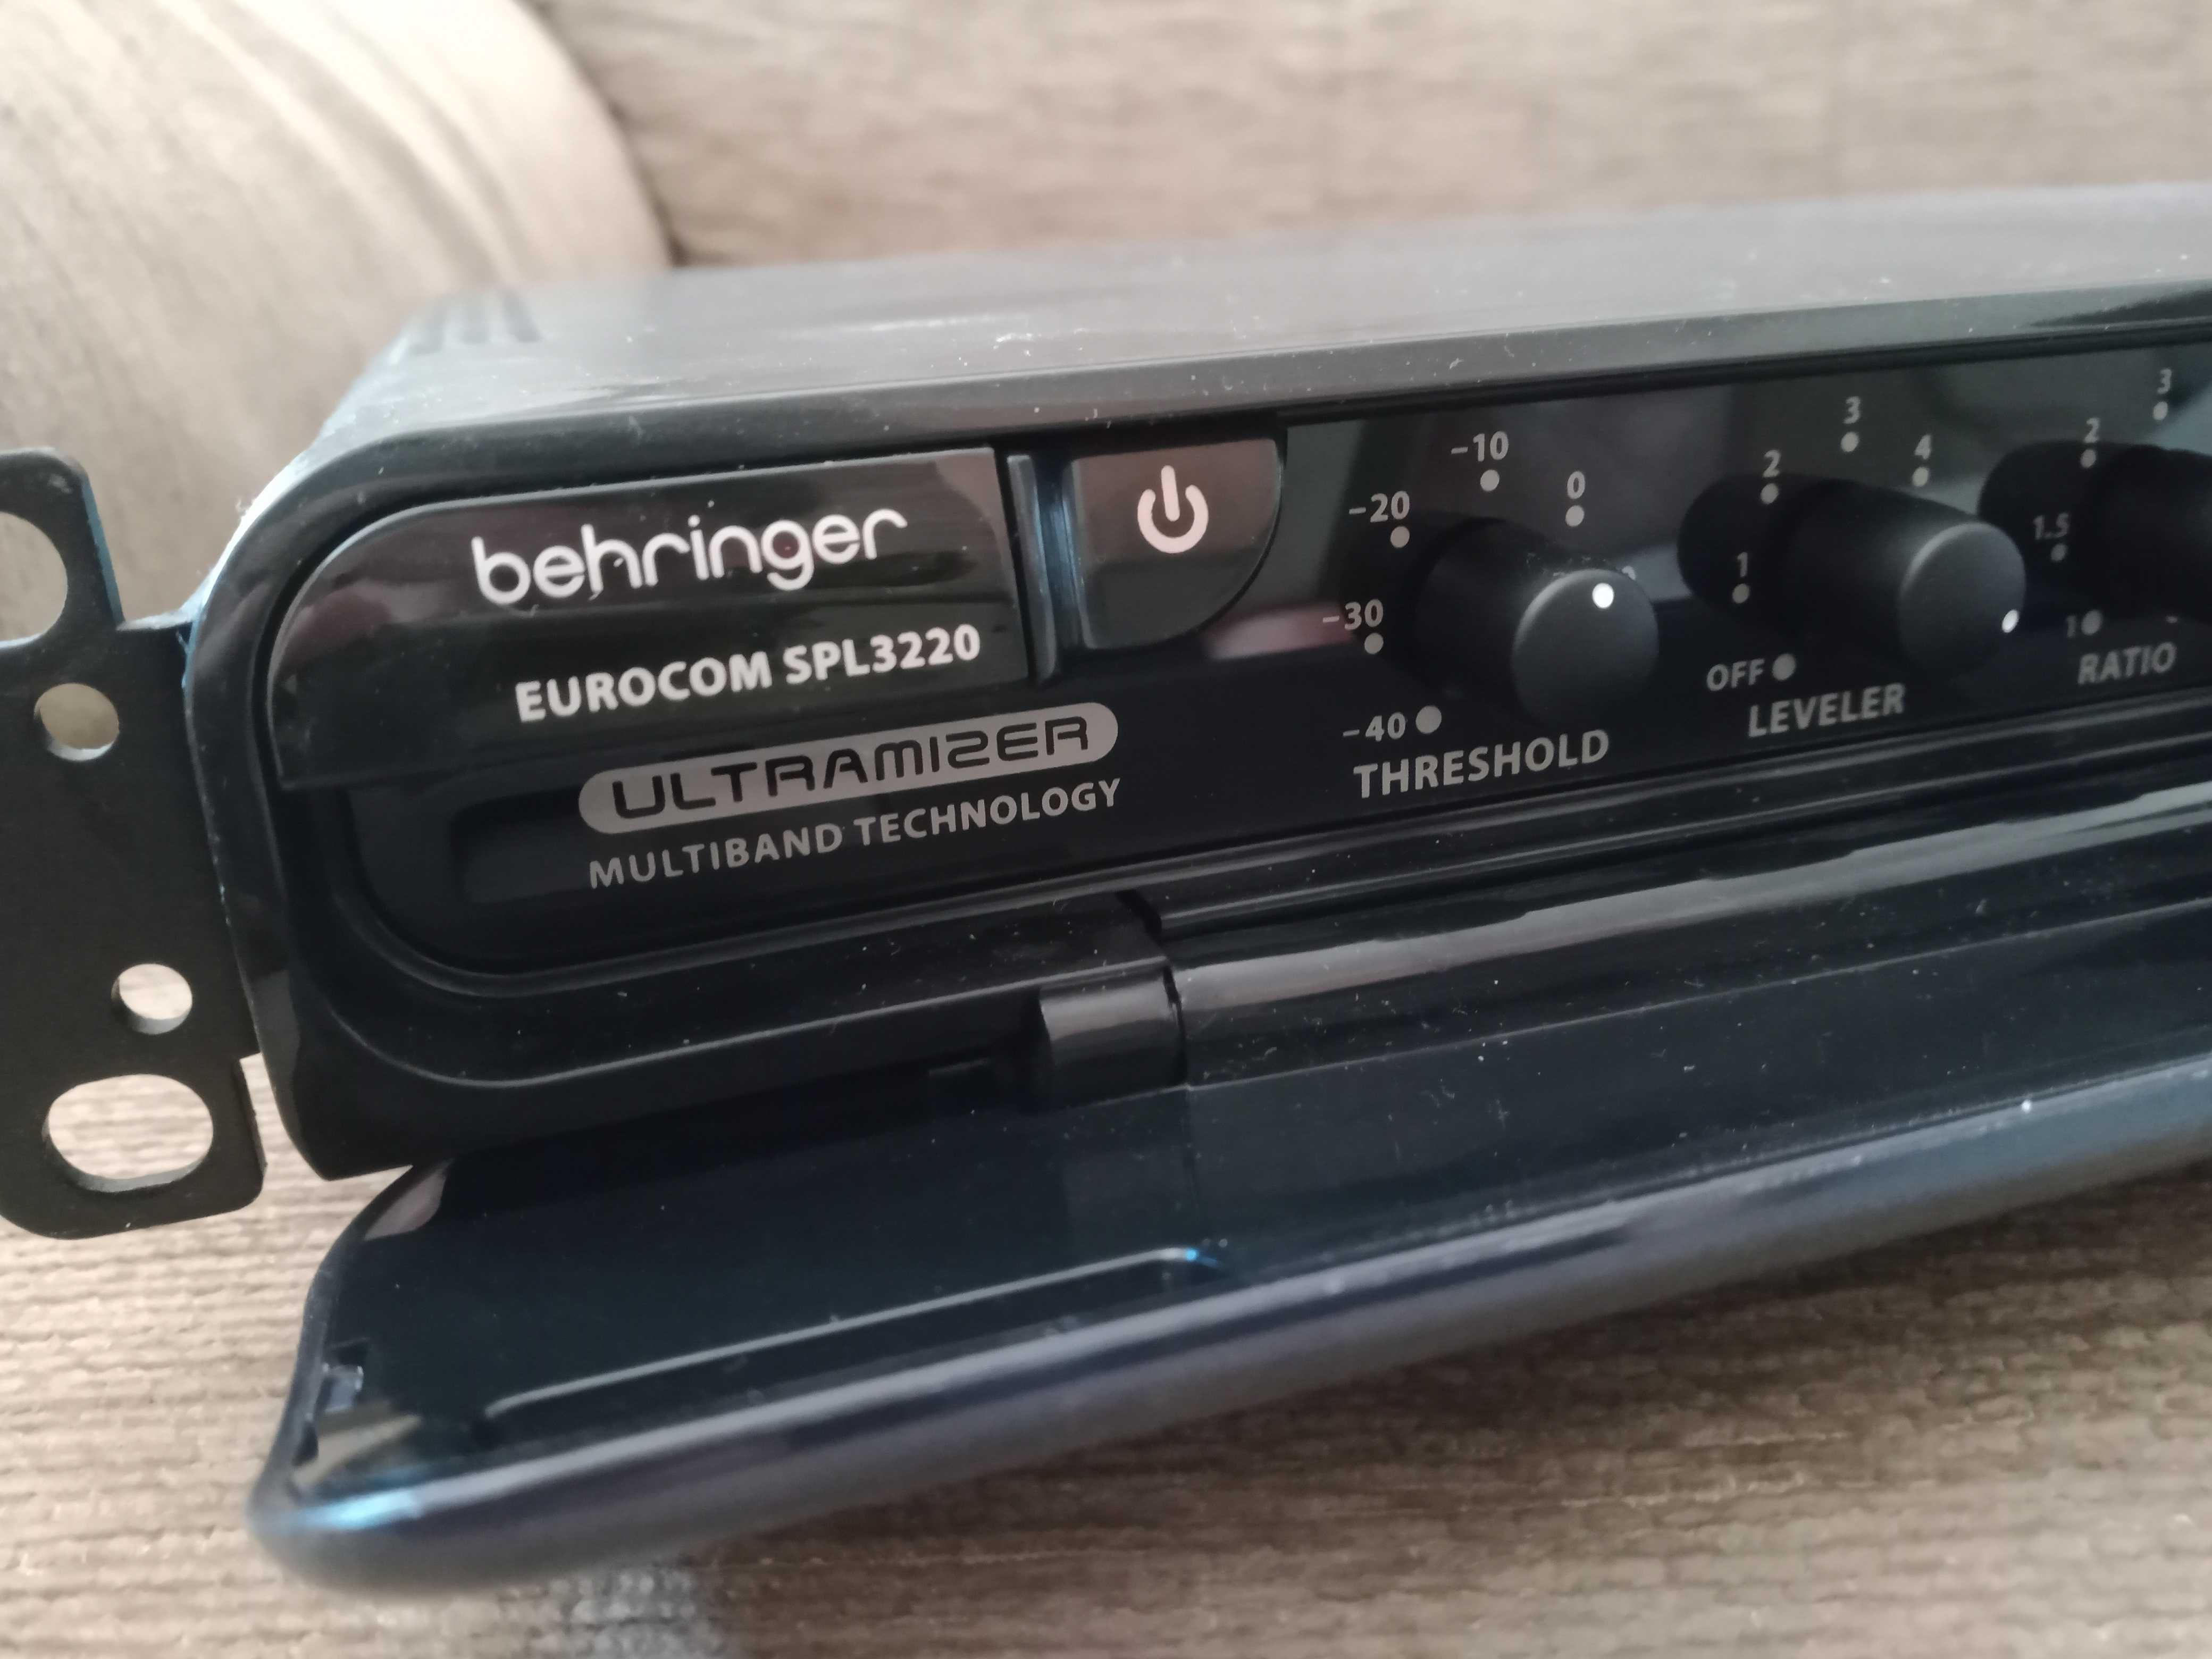 behringer
EUROCOM SPL3220
ULTRAMIZER
MULTIBAND TECHNOLOGY
-40
-30
-20
-10
0
THRESHOLD
OFF
1
2
3
4
LEVELER
1
1.5
2
3
RATIO